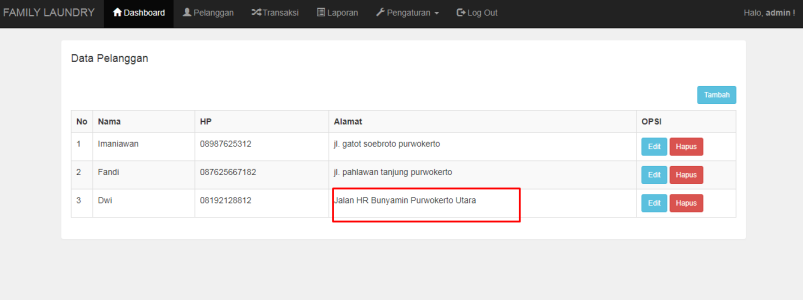 FAMILY LAUNDRY Dashboard Pelanggan Transaksi Laporan Pengaturan Log Out Halo, admin !
Data Pelanggan
Tambah
No Nama HP Alamat OPSI
1 Imaniawan 08987625312 jl. gatot soebroto purwokerto Edit Hapus
2 Fandi 087625667182 jl. pahlawan tanjung purwokerto Edit Hapus
3 Dwi 08192128812 Jalan HR Bunyamin Purwokerto Utara Edit Hapus